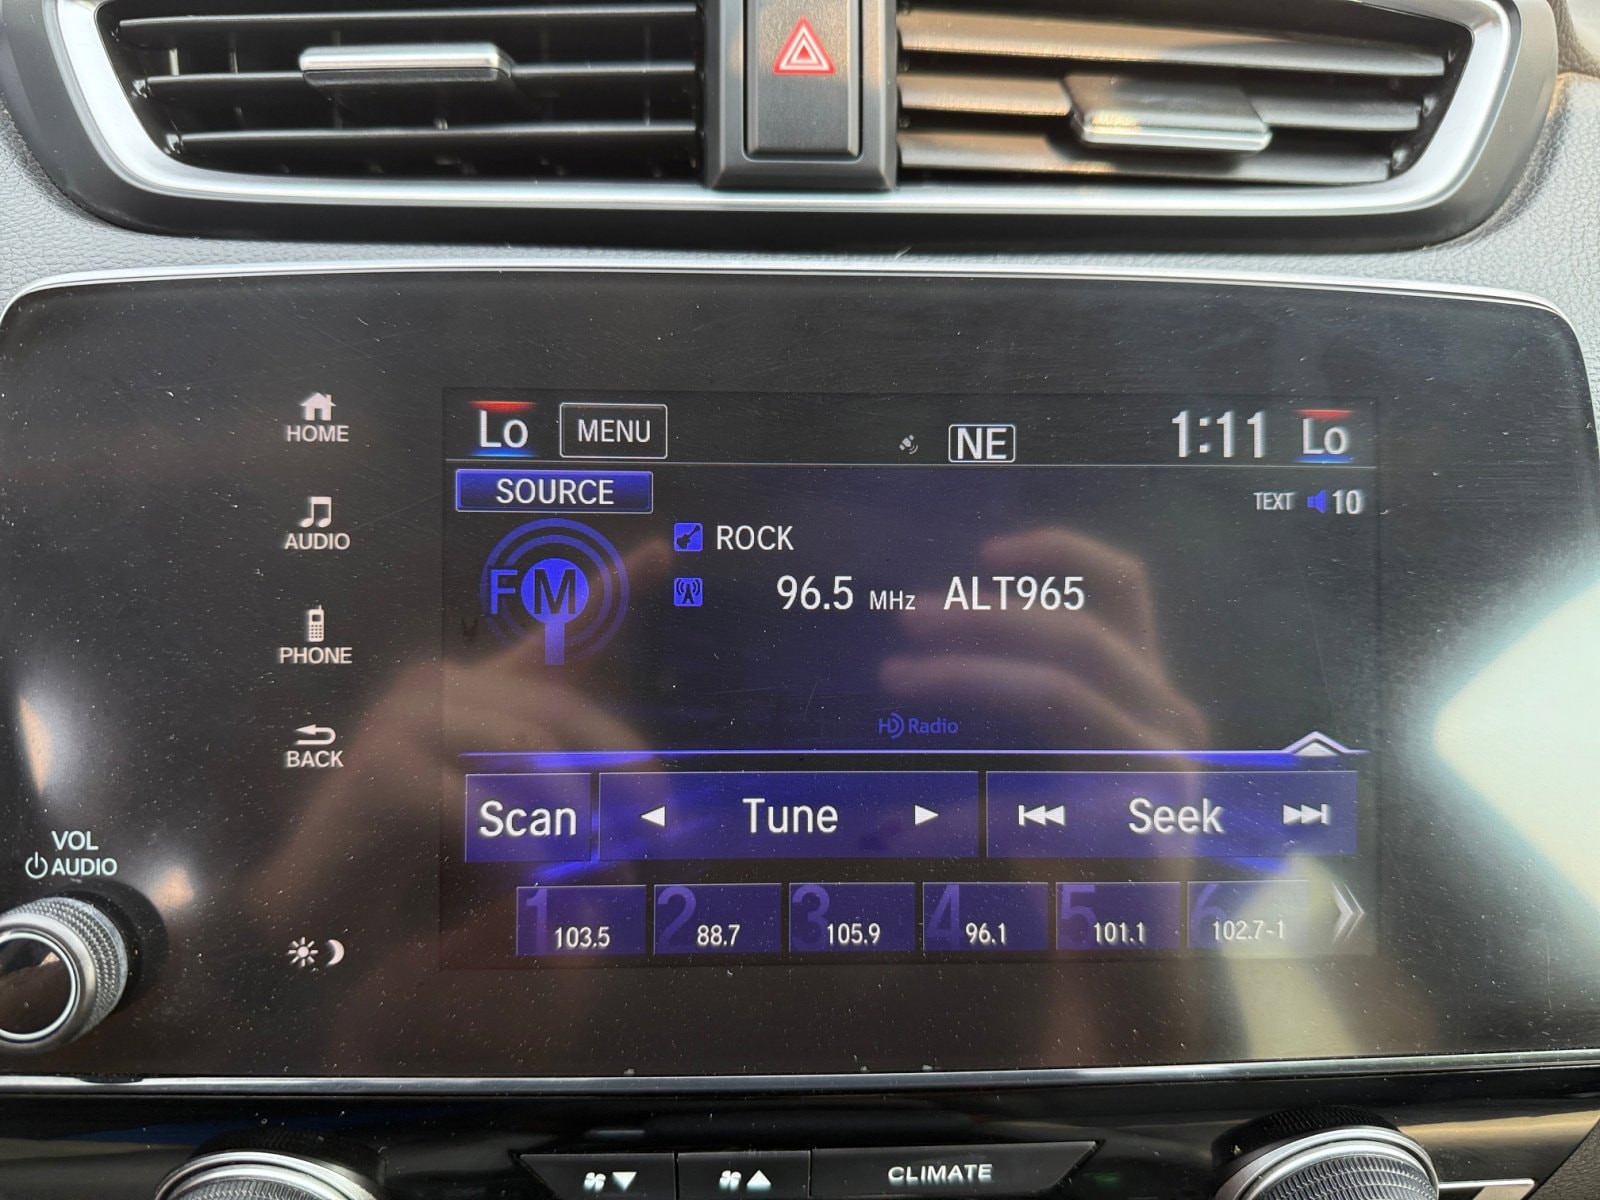 HOME
AUDIO
PHONE
BACK
VOL
AUDIO
Lo MENU NE 1:11 Lo
SOURCE
TEXT 10
FM
ROCK
96.5 MHz ALT965
HD Radio
Scan Tune Seek
1 103.5 2 88.7 3 105.9 4 96.1 5 101.1 6 102.7-1
CLIMATE